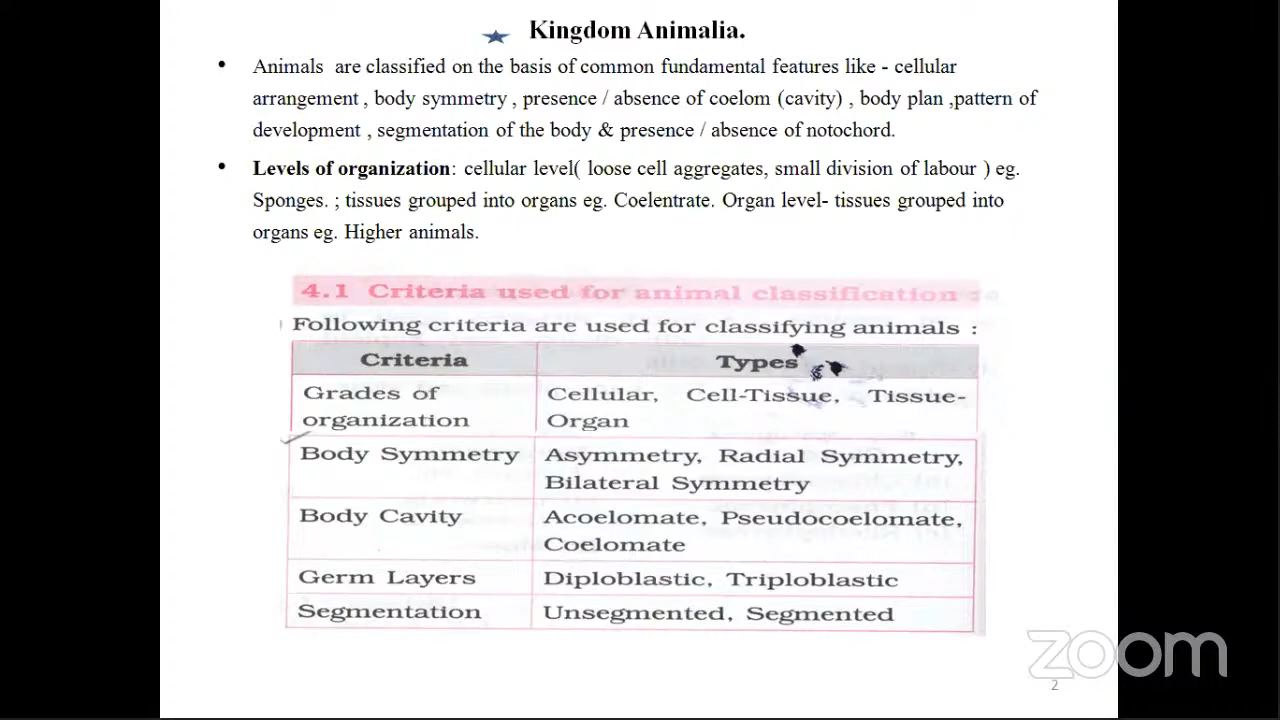 Kingdom Animalia.
• Animals are classified on the basis of common fundamental features like - cellular
arrangement , body symmetry , presence / absence of coelom (cavity) , body plan ,pattern of
development , segmentation of the body & presence / absence of notochord.
• Levels of organization: cellular level( loose cell aggregates, small division of labour ) eg.
Sponges. ; tissues grouped into organs eg. Coelentrate. Organ level- tissues grouped into
organs eg. Higher animals.
4.1 Criteria used for animal classification
Following criteria are used for classifying animals :
Criteria Types
Grades of Cellular, Cell-Tissue, Tissue-
organization Organ
Body Symmetry Asymmetry, Radial Symmetry,
Bilateral Symmetry
Body Cavity Acoelomate, Pseudocoelomate,
Coelomate
Germ Layers Diploblastic, Triploblastic
Segmentation Unsegmented, Segmented
zoom
2